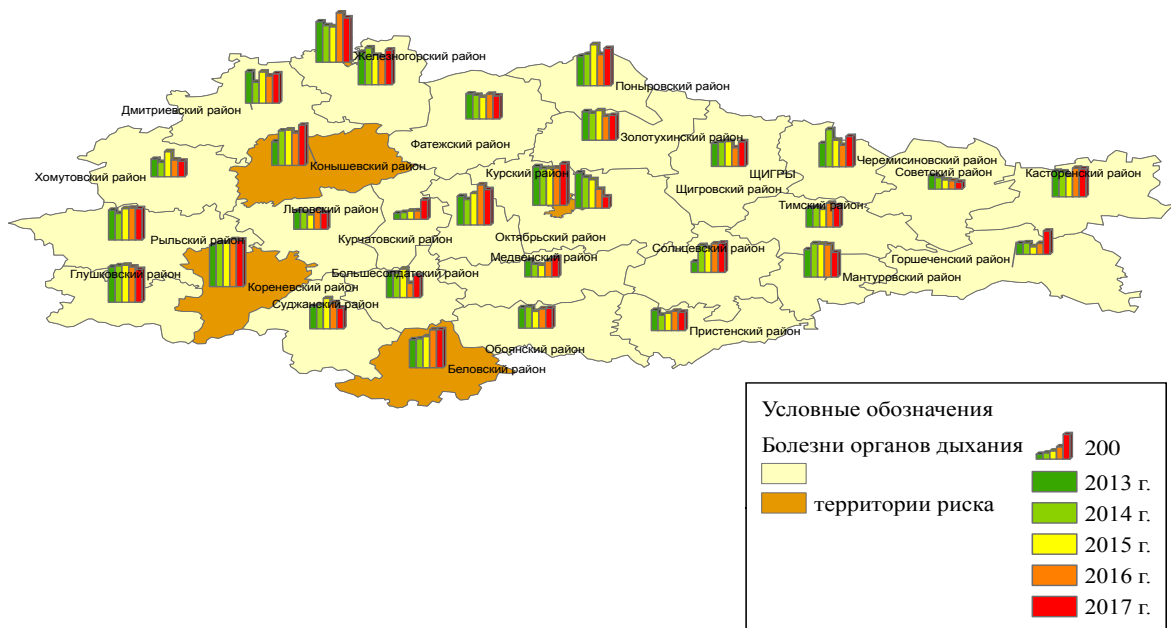 Железногорский район
Поныровский район
Дмитриевский район
Фатежский район
Золотухинский район
Конышевский район
Хомутовский район
Курский район
ЩИГРЫ
Щигровский район
Черемисиновский район
Советский район
Касторенский район
Льговский район
Курчатовский район
Октябрьский район
Тимский район
Рыльский район
Медвенский район
Солнцевский район
Горшеченский район
Глушковский район
Кореневский район
Большесолдатский район
Мантуровский район
Суджанский район
Пристенский район
Обоянский район
Беловский район
Условные обозначения
Болезни органов дыхания
200
2013 г.
территории риска
2014 г.
2015 г.
2016 г.
2017 г.